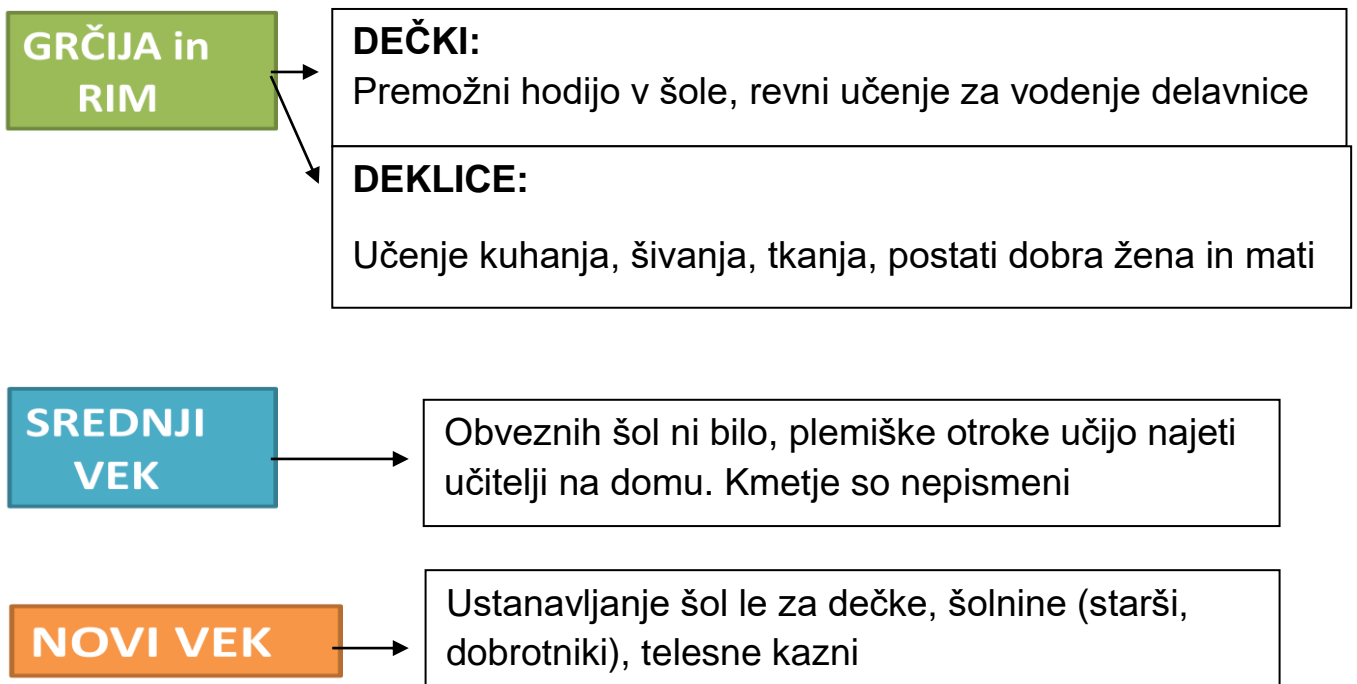 GRČIJA in
RIM
DEČKI:
Premožni hodijo v šole, revni učenje za vodenje delavnice
DEKLICE:
Učenje kuhanja, šivanja, tkanja, postati dobra žena in mati
SREDNJI
VEK
Obveznih šol ni bilo, plemiške otroke učijo najeti
učitelji na domu. Kmetje so nepismeni
NOVI VEK
Ustanavljanje šol le za dečke, šolnine (starši,
dobrotniki), telesne kazni